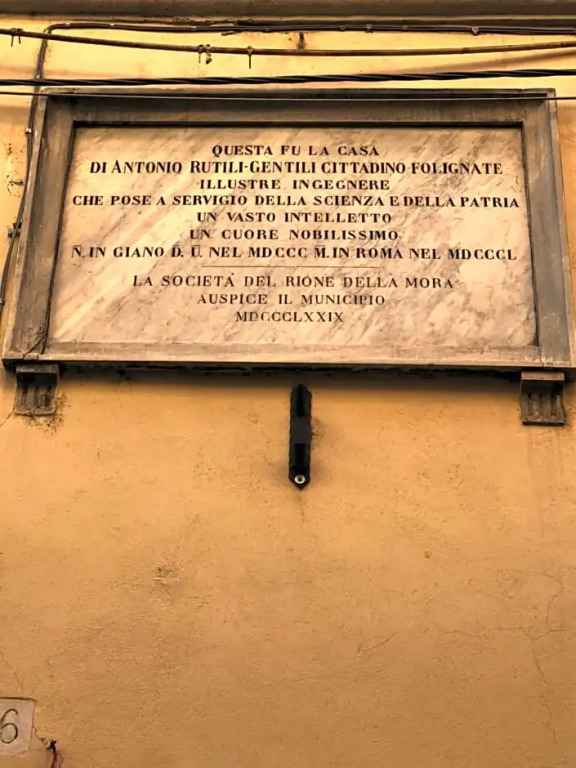 QUESTA FU LA CASA
DI ANTONIO RUTILI-GENTILI CITTADINO FOLIGNATE
ILLUSTRE INGEGNERE
CHE POSE A SERVIGIO DELLA SCIENZA E DELLA PATRIA
UN VASTO INTELLETTO
UN CUORE NOBILISSIMO
N̄. IN GIANO D̄. Ū. NEL MDCCC M̄. IN ROMA NEL MDCCCL
LA SOCIETÁ DEL RIONE DELLA MORA
AUSPICE IL MUNICIPIO
MDCCCLXXIX
6